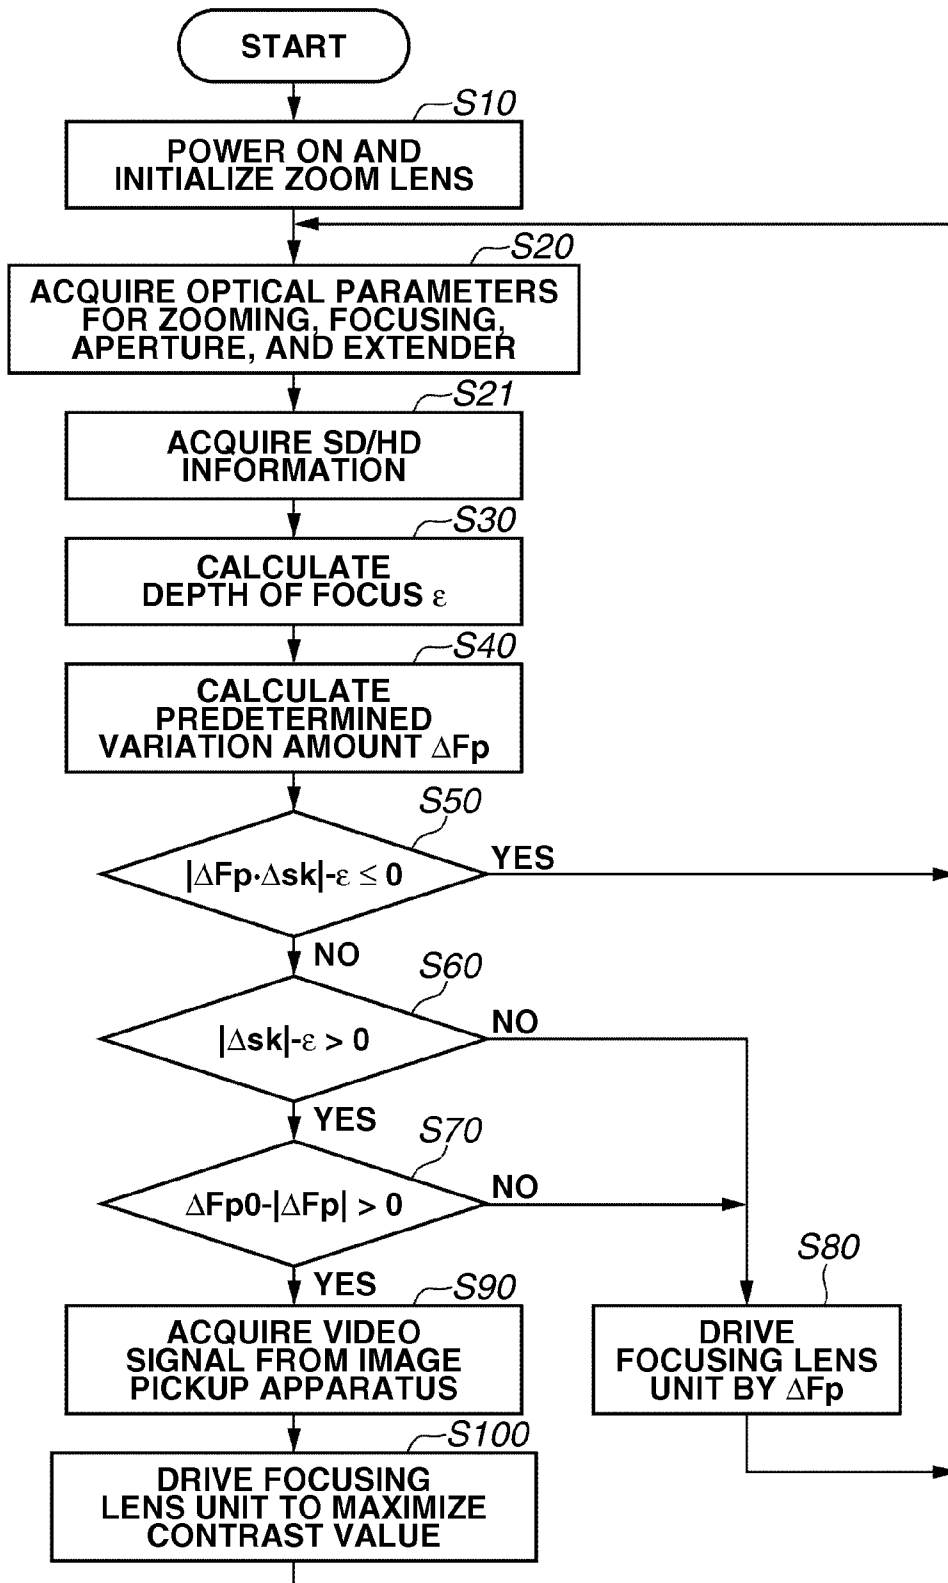 START
S10
POWER ON AND
INITIALIZE ZOOM LENS
S20
ACQUIRE OPTICAL PARAMETERS
FOR ZOOMING, FOCUSING,
APERTURE, AND EXTENDER
S21
ACQUIRE SD/HD
INFORMATION
S30
CALCULATE
DEPTH OF FOCUS ε
S40
CALCULATE
PREDETERMINED
VARIATION AMOUNT ΔFp
S50
|ΔFp·Δsk|-ε ≤ 0
YES
NO
S60
|Δsk|-ε > 0
NO
YES
S70
ΔFp0-|ΔFp| > 0
NO
YES
S80
DRIVE
FOCUSING LENS
UNIT BY ΔFp
S90
ACQUIRE VIDEO
SIGNAL FROM IMAGE
PICKUP APPARATUS
S100
DRIVE FOCUSING
LENS UNIT TO MAXIMIZE
CONTRAST VALUE